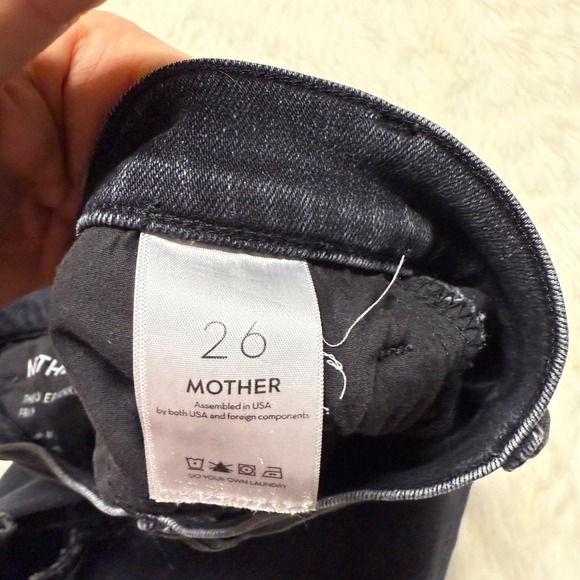 26
MOTHER
Assembled in USA
by both USA and foreign components
DO YOUR OWN LAUNDRY